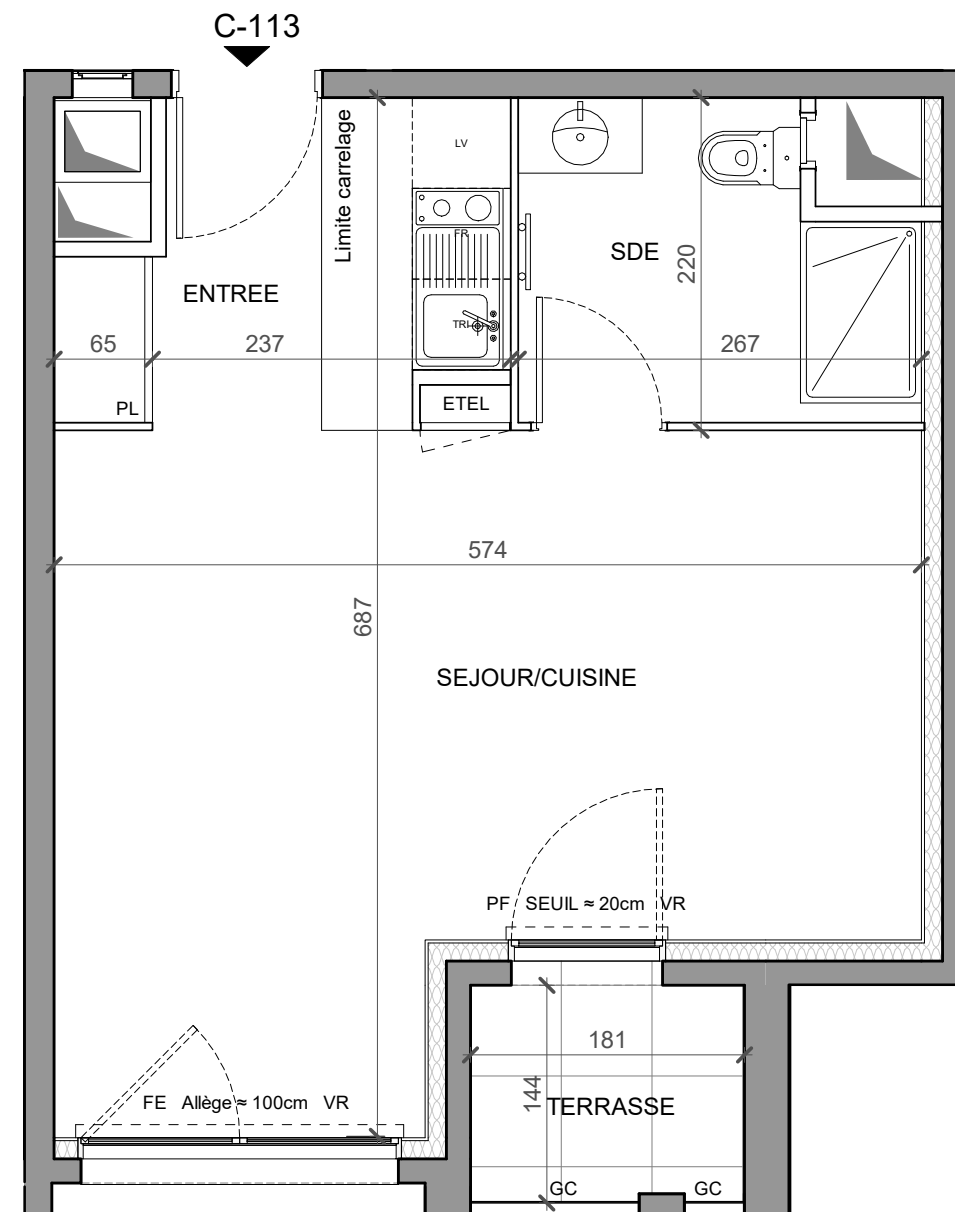 C-113
Limite carrelage
LV
FR
TRI
SDE
220
ENTREE
65
237
267
PL
ETEL
574
687
SEJOUR/CUISINE
PF SEUIL ≈ 20cm VR
181
144
FE Allège ≈ 100cm VR
TERRASSE
GC
GC